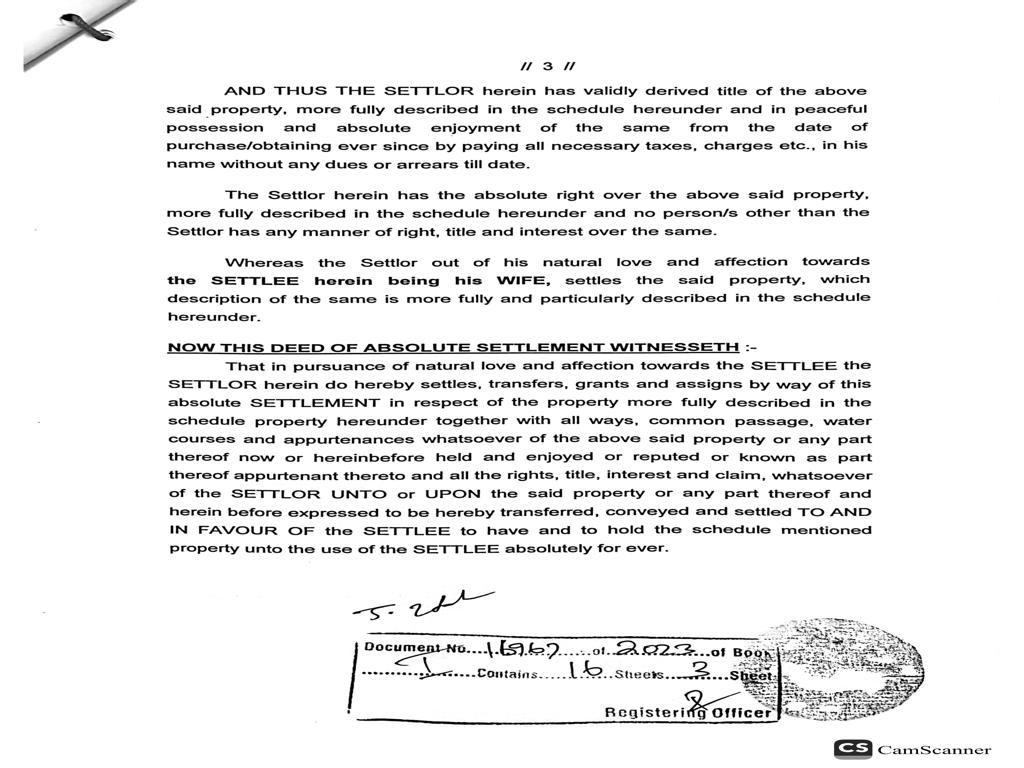 // 3 //
AND THUS THE SETTLOR herein has validly derived title of the above
said property, more fully described in the schedule hereunder and in peaceful
possession and absolute enjoyment of the same from the date of
purchase/obtaining ever since by paying all necessary taxes, charges etc., in his
name without any dues or arrears till date.
The Settlor herein has the absolute right over the above said property,
more fully described in the schedule hereunder and no person/s other than the
Settlor has any manner of right, title and interest over the same.
Whereas the Settlor out of his natural love and affection towards
the SETTLEE herein being his WIFE, settles the said property, which
description of the same is more fully and particularly described in the schedule
hereunder.
NOW THIS DEED OF ABSOLUTE SETTLEMENT WITNESSETH :-
That in pursuance of natural love and affection towards the SETTLEE the
SETTLOR herein do hereby settles, transfers, grants and assigns by way of this
absolute SETTLEMENT in respect of the property more fully described in the
schedule property hereunder together with all ways, common passage, water
courses and appurtenances whatsoever of the above said property or any part
thereof now or hereinbefore held and enjoyed or reputed or known as part
thereof appurtenant thereto and all the rights, title, interest and claim, whatsoever
of the SETTLOR UNTO or UPON the said property or any part thereof and
herein before expressed to be hereby transferred, conveyed and settled TO AND
IN FAVOUR OF the SETTLEE to have and to hold the schedule mentioned
property unto the use of the SETTLEE absolutely for ever.
Document No. of 2023 of Book
I Contains 16 Sheets 3 Sheet
Registering Officer
CS CamScanner